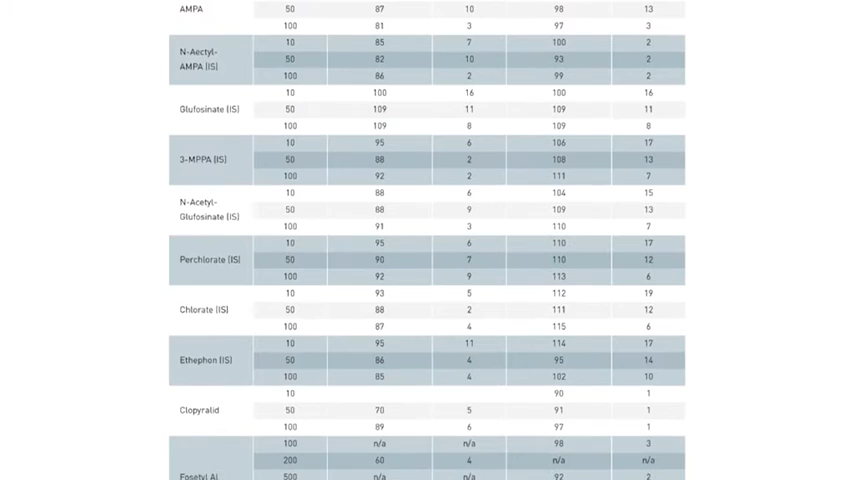 AMPA 50 87 10 98 13
100 81 3 97 3
10 85 7 100 2
N-Aectyl-AMPA (IS) 50 82 10 93 2
100 86 2 99 2
10 100 16 100 16
Glufosinate (IS) 50 109 11 109 11
100 109 8 109 8
10 95 6 106 17
3-MPPA (IS) 50 88 2 108 13
100 92 2 111 7
10 88 6 104 15
N-Acetyl-Glufosinate (IS) 50 88 9 109 13
100 91 3 110 7
10 95 6 110 17
Perchlorate (IS) 50 90 7 110 12
100 92 9 113 6
10 93 5 112 19
Chlorate (IS) 50 88 2 111 12
100 87 4 115 6
10 95 11 114 17
Ethephon (IS) 50 86 4 95 14
100 85 4 102 10
10 90 1
Clopyralid 50 70 5 91 1
100 89 6 97 1
100 n/a n/a 98 3
200 60 4 n/a n/a
Fosetyl Al 500 n/a n/a 92 2